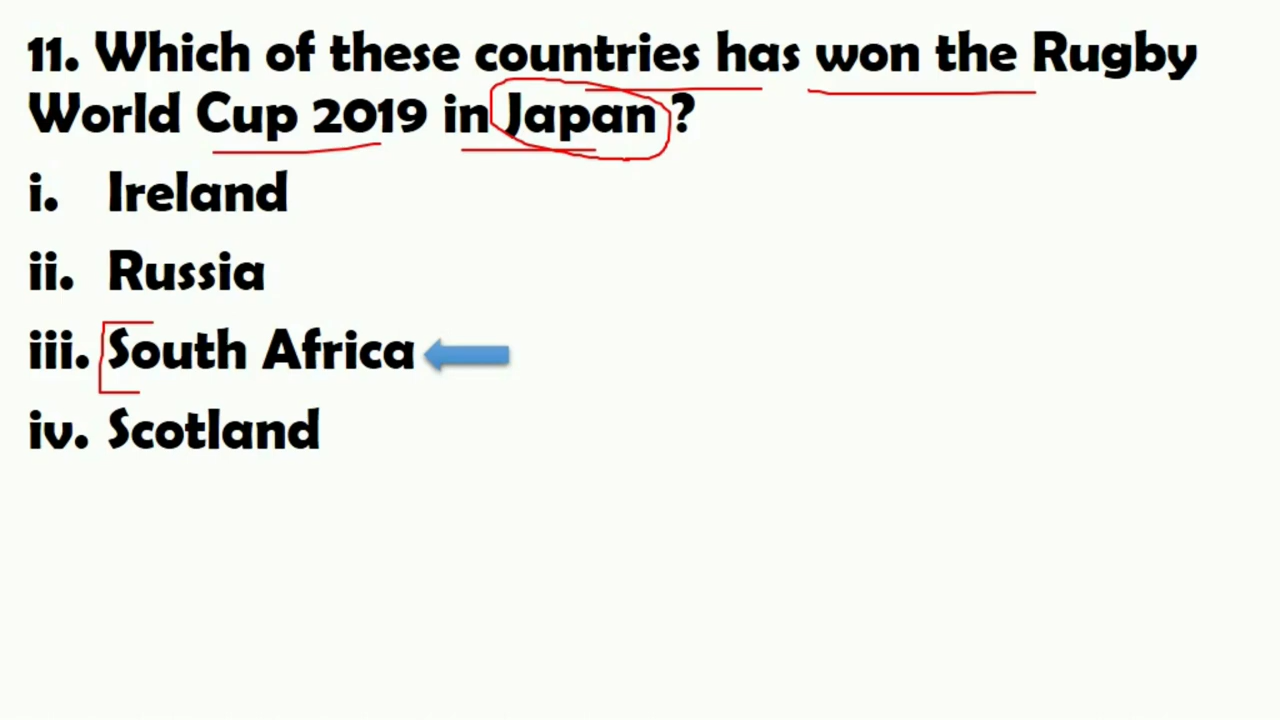 11. Which of these countries has won the Rugby
World Cup 2019 in Japan ?
i. Ireland
ii. Russia
iii. South Africa
iv. Scotland